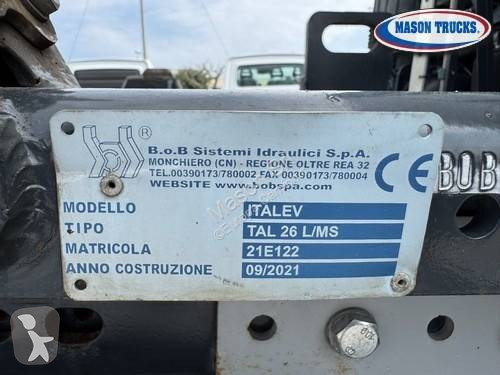 MASON TRUCKS.
®
B.o.B Sistemi Idraulici S.p.A.
MONCHIERO (CN) - REGIONE OLTRE REA 32
TEL.00390173/780002 FAX 00390173/780004
WEBSITE www.bobspa.com
CE
BOB
MODELLO ITALEV
TIPO TAL 26 L/MS
MATRICOLA 21E122
ANNO COSTRUZIONE 09/2021